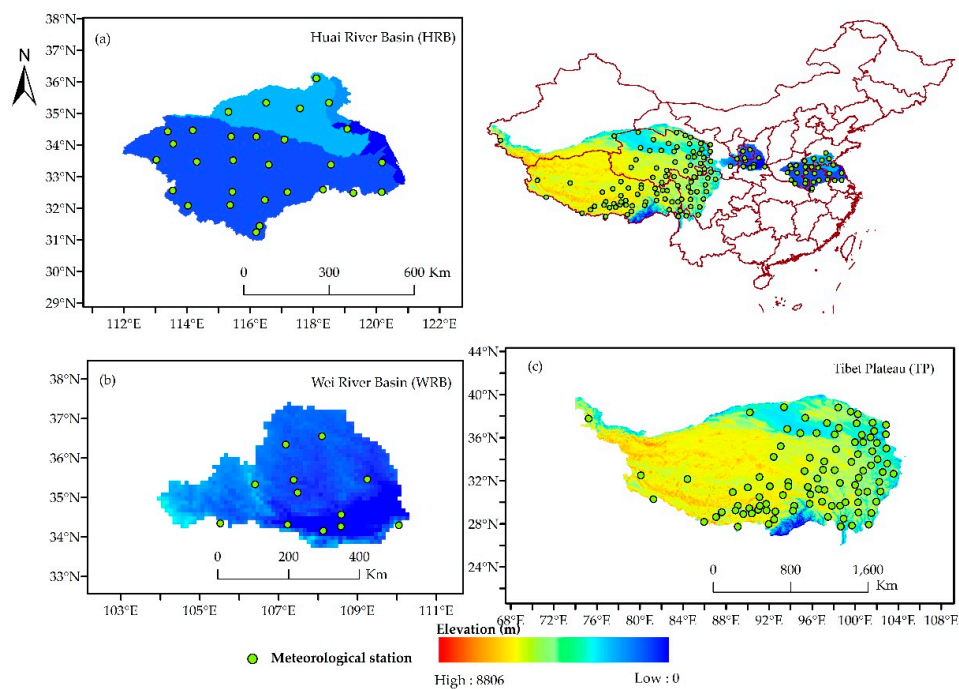 38°N
37°N
36°N
35°N
34°N
33°N
32°N
31°N
30°N
29°N
(a)
Huai River Basin (HRB)
N
0 300 600 Km
112°E 114°E 116°E 118°E 120°E 122°E
38°N
37°N
36°N
35°N
34°N
33°N
(b)
Wei River Basin (WRB)
0 200 400
Km
103°E 105°E 107°E 109°E 111°E
44°N
40°N
36°N
32°N
28°N
24°N
(c)
Tibet Plateau (TP)
0 800 1,600
Km
68°E 72°E 76°E 80°E 84°E 88°E 92°E 96°E 100°E 104°E
Elevation (m)
Meteorological station
High : 8806 Low : 0